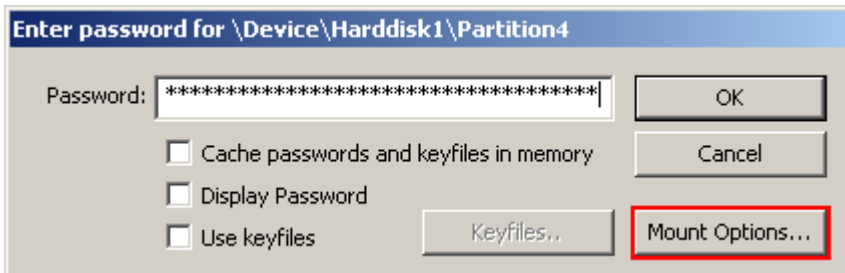 Enter password for \Device\Harddisk1\Partition4
Password: ************************************ OK
Cache passwords and keyfiles in memory Cancel
Display Password
Use keyfiles Keyfiles.. Mount Options...